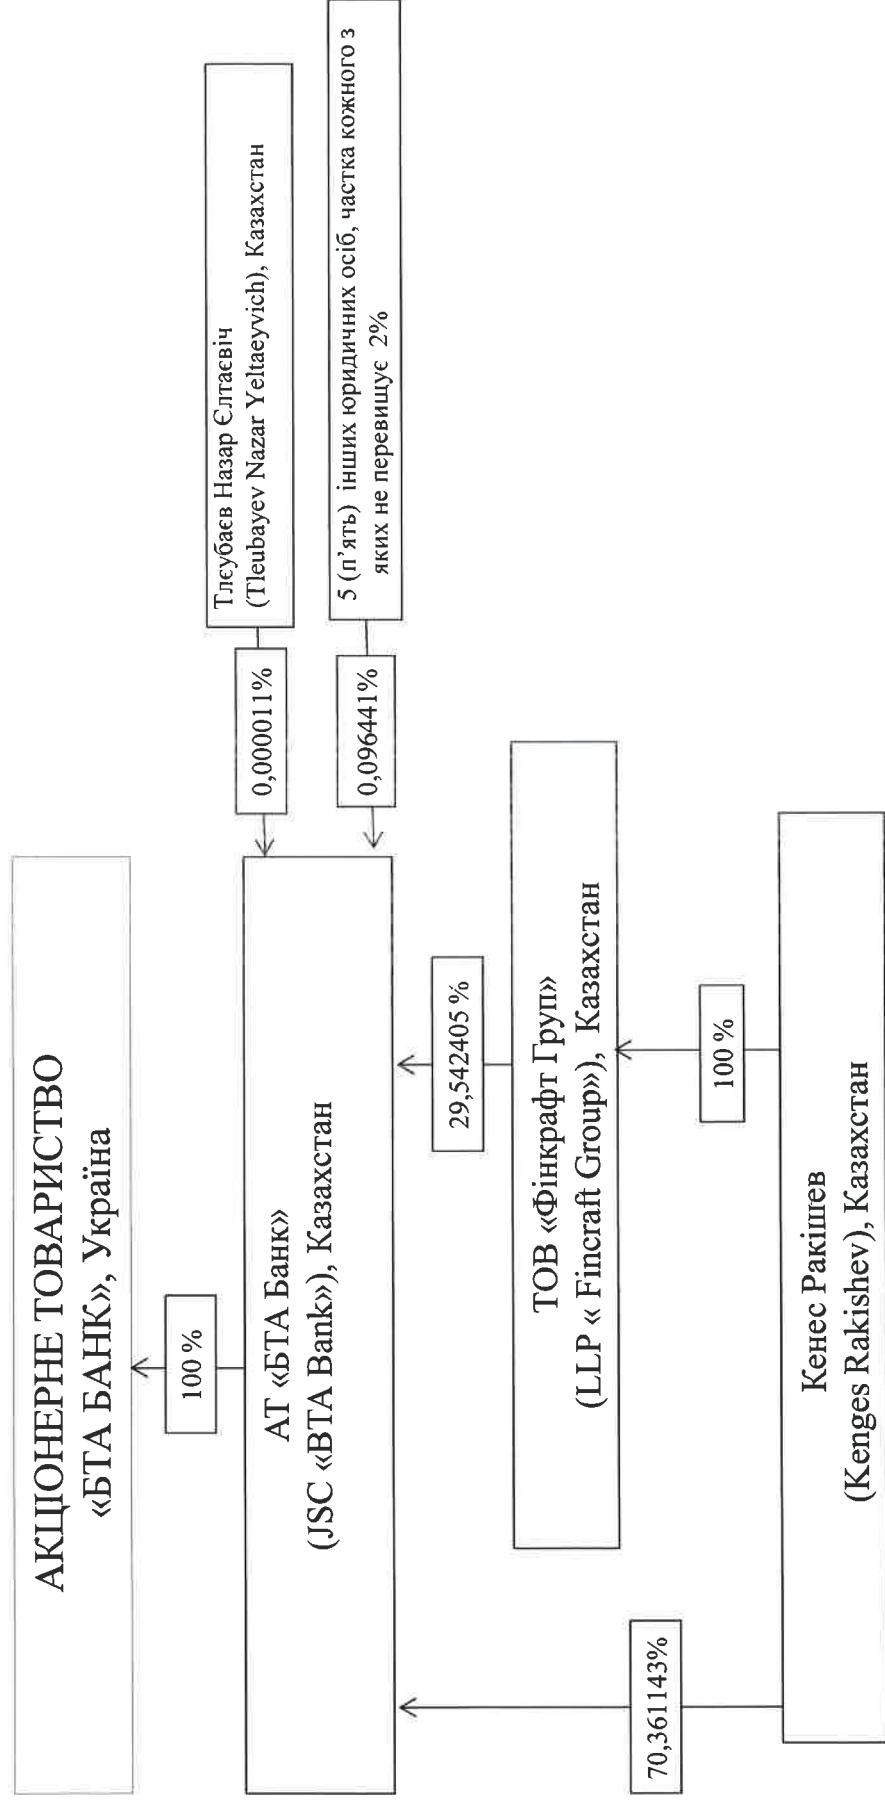 АКЦІОНЕРНЕ ТОВАРИСТВО
«БТА БАНК», Україна
100 %
АТ «БТА Банк»
(JSC «BTA Bank»), Казахстан
0,000011%
Тлєубаєв Назар Єлтаєвіч
(Tleubayev Nazar Yeltaeyvich), Казахстан
0,096441%
5 (п’ять) інших юридичних осіб, частка кожного з
яких не перевищує 2%
29,542405 %
ТОВ «Фінкрафт Груп»
(LLP « Fincraft Group»), Казахстан
100 %
70,361143%
Кенес Ракішев
(Kenges Rakishev), Казахстан